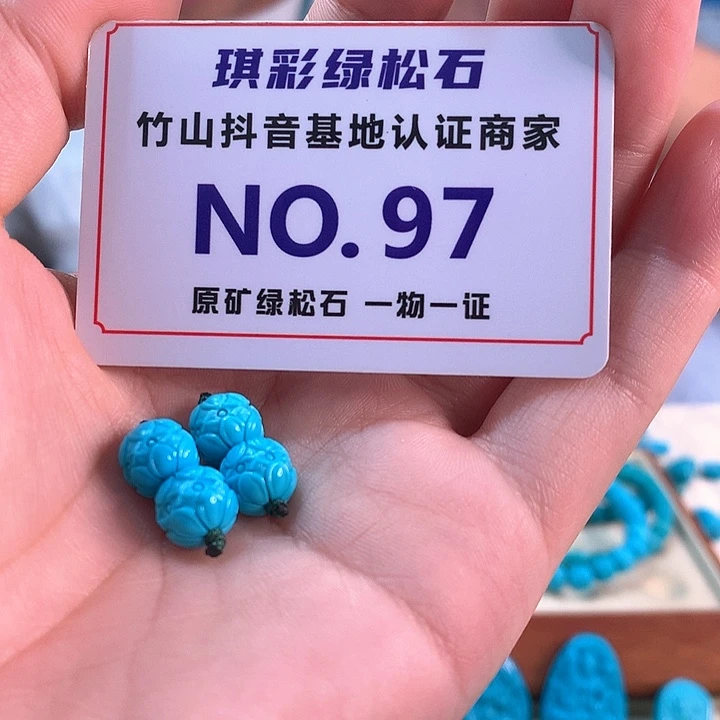 琪彩绿松石
竹山抖音基地认证商家
NO. 97
原矿绿松石 一物一证